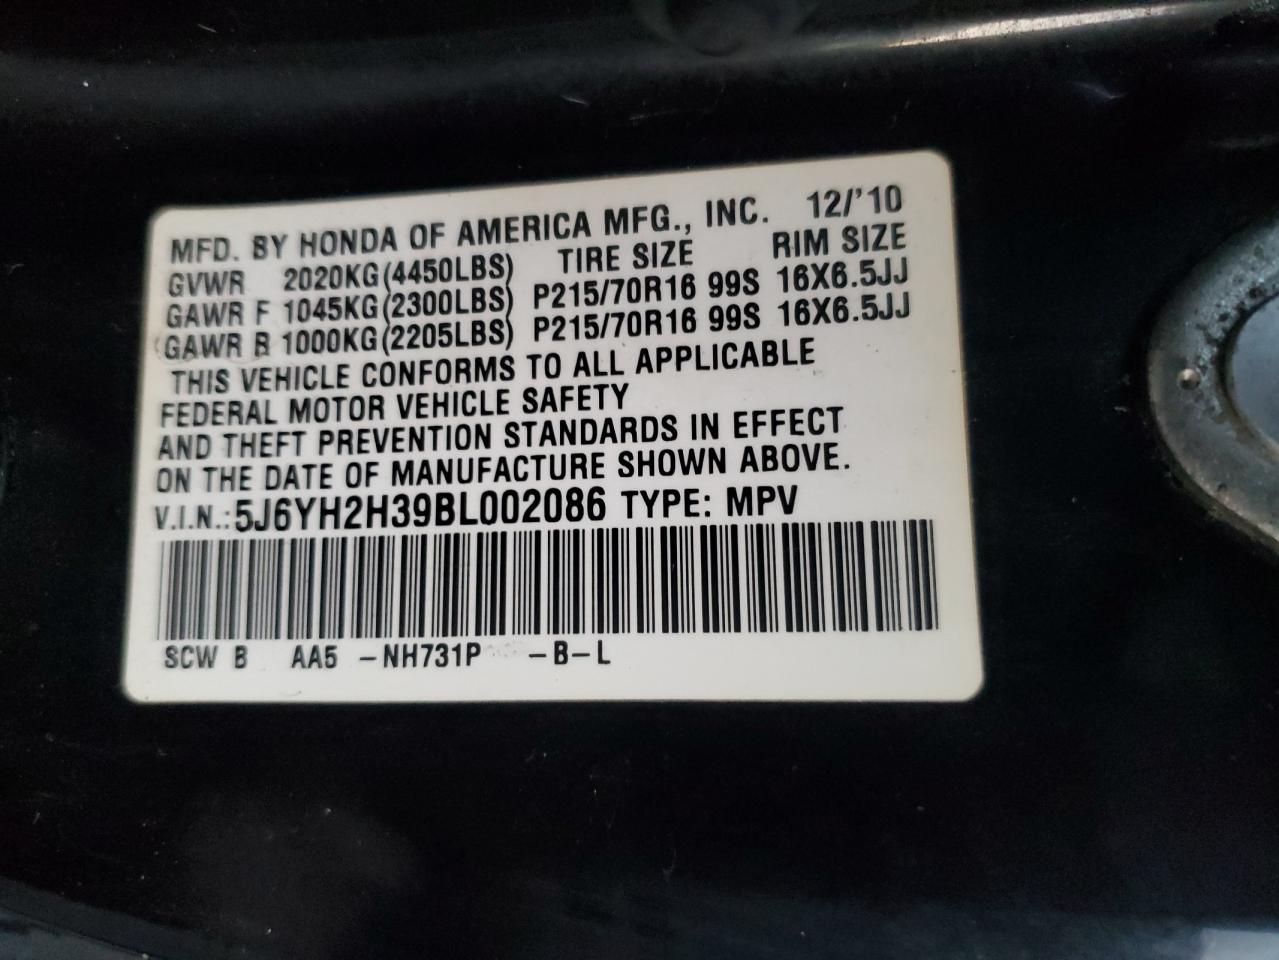 MFD. BY HONDA OF AMERICA MFG., INC. 12/'10
GVWR 2020KG(4450LBS) TIRE SIZE RIM SIZE
GAWR F 1045KG(2300LBS) P215/70R16 99S 16X6.5JJ
GAWR R 1000KG(2205LBS) P215/70R16 99S 16X6.5JJ
THIS VEHICLE CONFORMS TO ALL APPLICABLE
FEDERAL MOTOR VEHICLE SAFETY
AND THEFT PREVENTION STANDARDS IN EFFECT
ON THE DATE OF MANUFACTURE SHOWN ABOVE.
V.I.N.:5J6YH2H39BL002086 TYPE: MPV
SCW B AA5 -NH731P -B-L